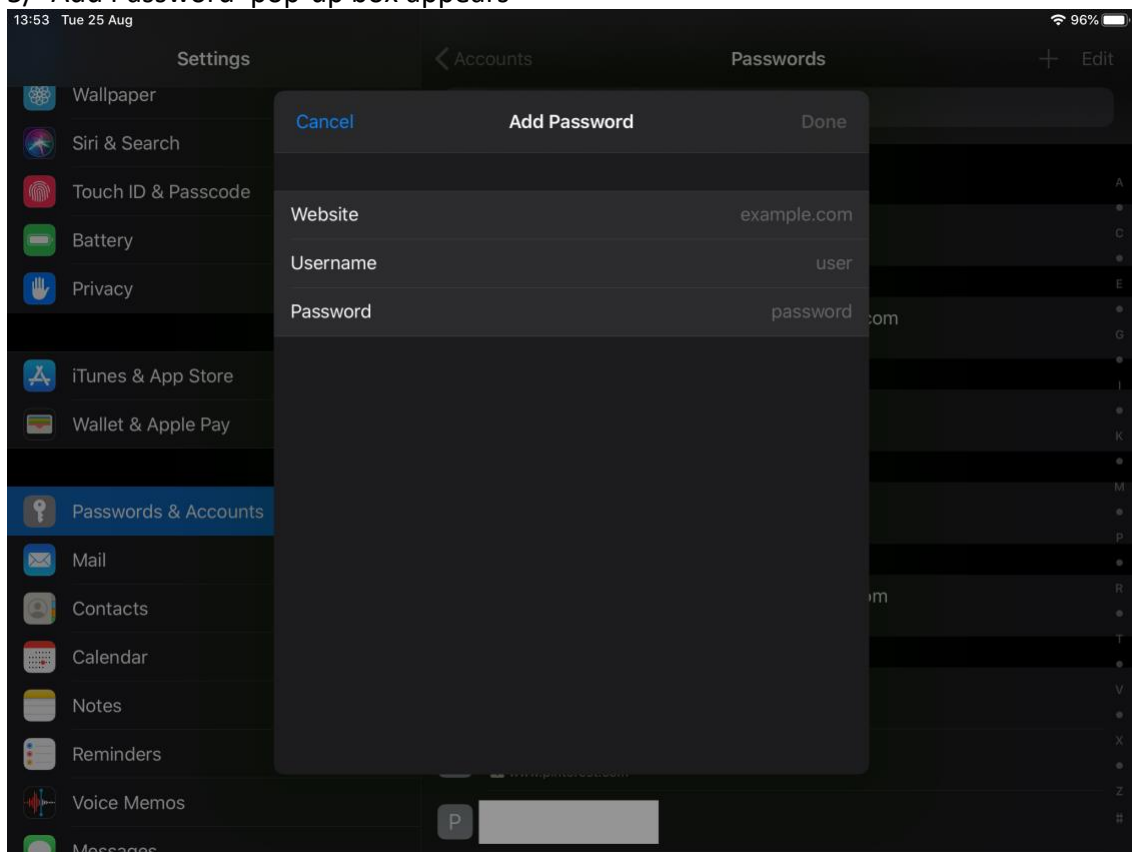 13:53 Tue 25 Aug
96%
Settings
Accounts
Passwords
Edit
Wallpaper
Siri & Search
Touch ID & Passcode
Battery
Privacy
iTunes & App Store
Wallet & Apple Pay
Passwords & Accounts
Mail
Contacts
Calendar
Notes
Reminders
Voice Memos
Messages
Cancel
Add Password
Done
Website
example.com
Username
user
Password
password
com
P
A
C
E
G
I
K
M
P
R
T
V
X
Z
#